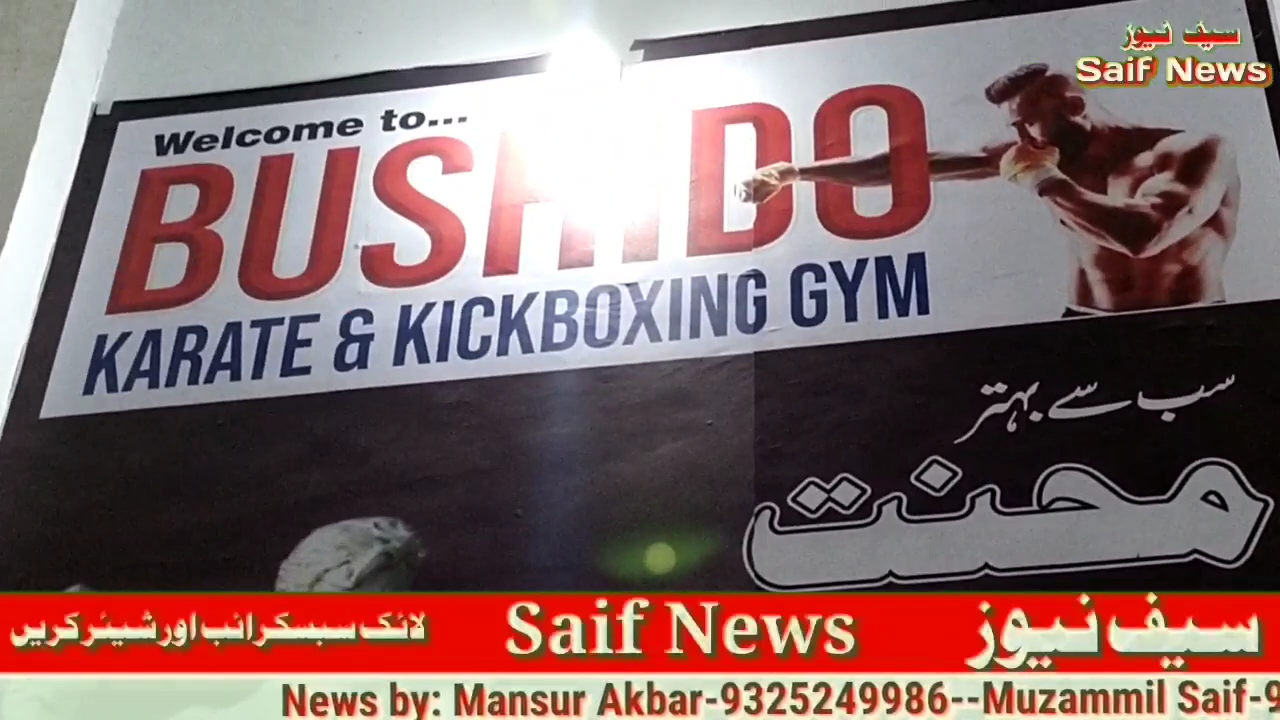 سیف نیوز
Saif News
Welcome to...
BUSHIDO
KARATE & KICKBOXING GYM
سب سے بہتر
محنت
لائک سبسکرائب اور شیئر کریں
Saif News
سیف نیوز
News by: Mansur Akbar-9325249986--Muzammil Saif-9